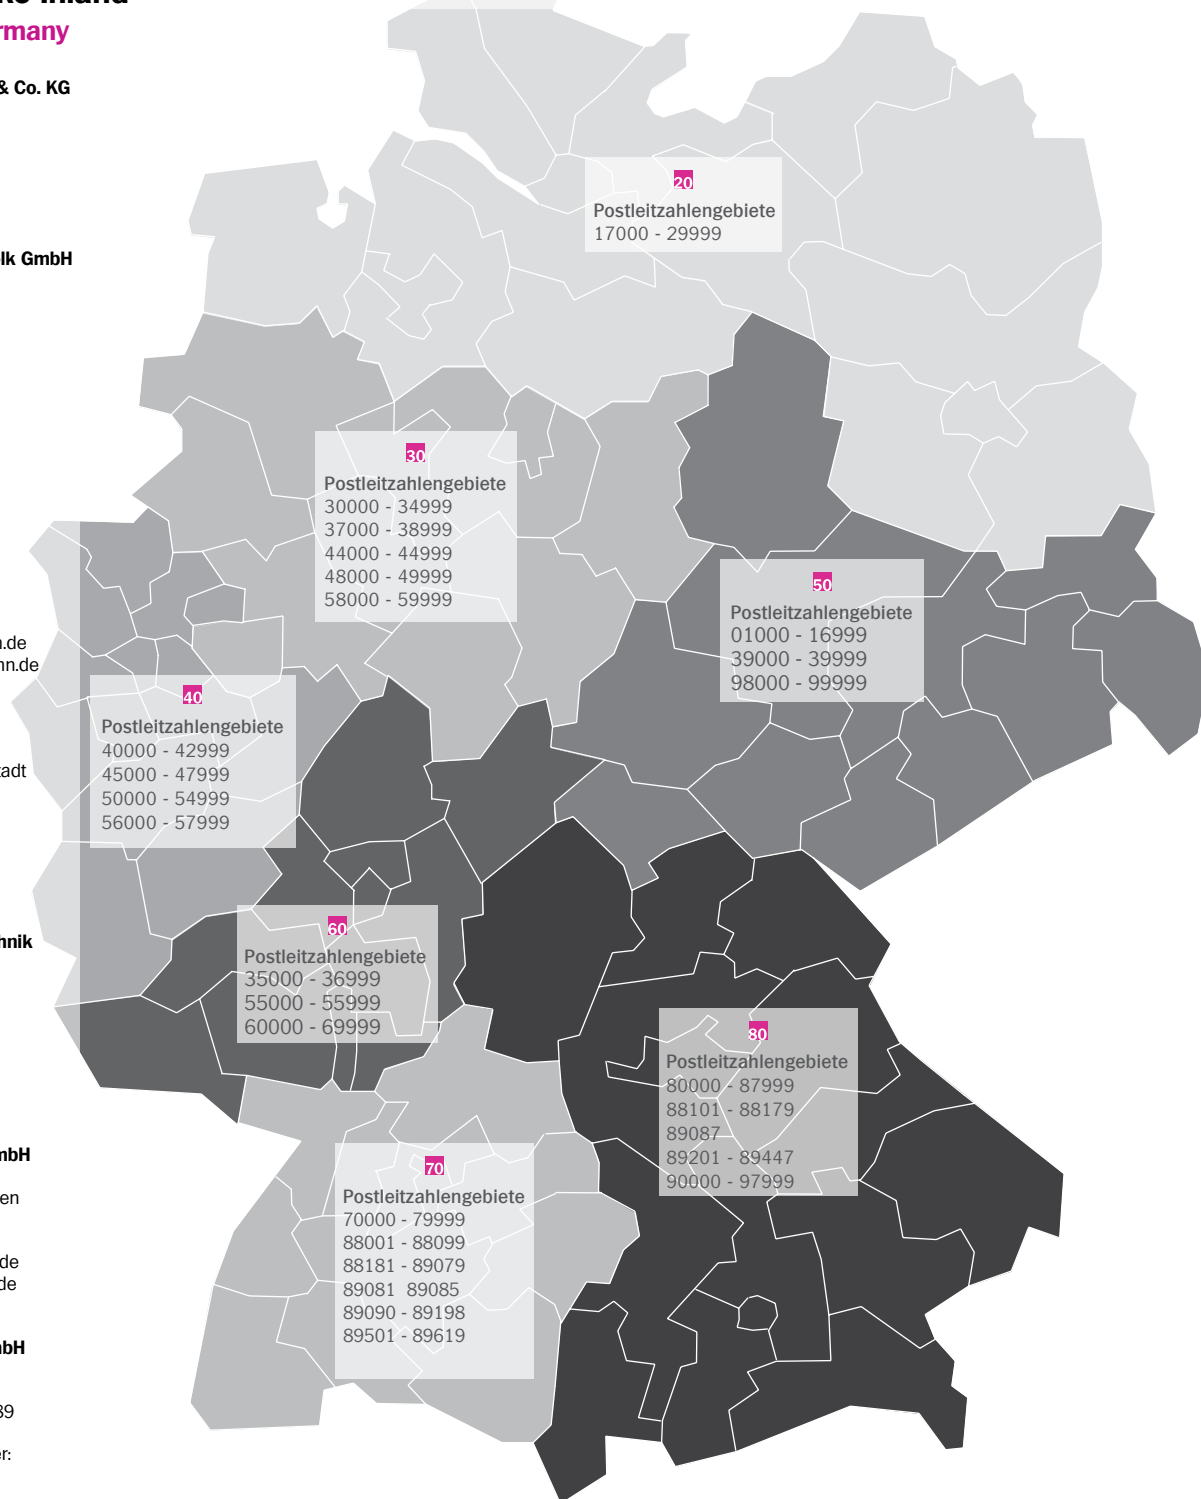 Inland
rmany
& Co. KG
lk GmbH
n.de
nn.de
tadt
hnik
mbH
en
de
de
nbH
39
r:
20
Postleitzahlengebiete
17000 - 29999
30
Postleitzahlengebiete
30000 - 34999
37000 - 38999
44000 - 44999
48000 - 49999
58000 - 59999
50
Postleitzahlengebiete
01000 - 16999
39000 - 39999
98000 - 99999
40
Postleitzahlengebiete
40000 - 42999
45000 - 47999
50000 - 54999
56000 - 57999
60
Postleitzahlengebiete
35000 - 36999
55000 - 55999
60000 - 69999
80
Postleitzahlengebiete
80000 - 87999
88101 - 88179
89087
89201 - 89447
90000 - 97999
70
Postleitzahlengebiete
70000 - 79999
88001 - 88099
88181 - 89079
89081 89085
89090 - 89198
89501 - 89619